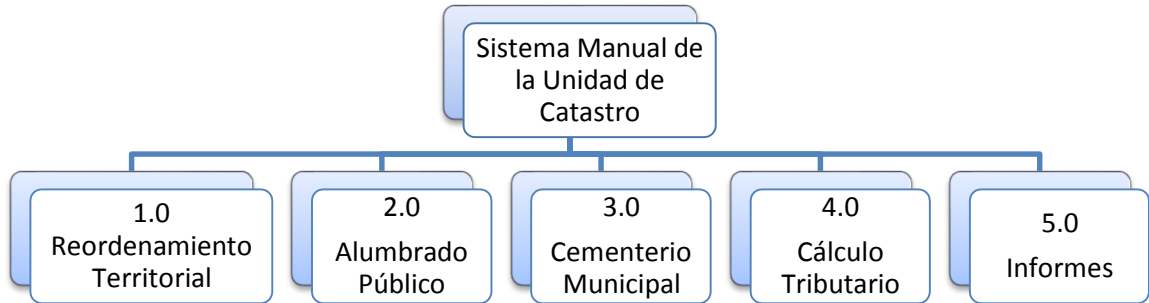 Sistema Manual de
la Unidad de
Catastro
1.0
Reordenamiento
Territorial
2.0
Alumbrado
Público
3.0
Cementerio
Municipal
4.0
Cálculo
Tributario
5.0
Informes